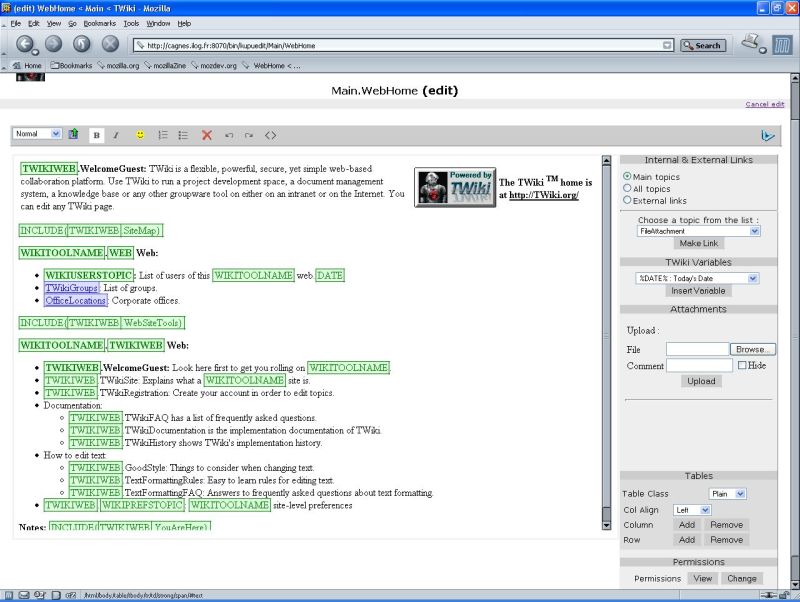 (edit) WebHome < Main < TWiki - Mozilla
File Edit View Go Bookmarks Tools Window Help
http://cagnes.ilog.fr:8070/bin/kupuedit/Main/WebHome
Search
Home Bookmarks mozilla.org mozillaZine mozdev.org WebHome < ...
Main.WebHome (edit)
Cancel edit
Normal
B I
TWIKIWEB.WelcomeGuest: TWiki is a flexible, powerful, secure, yet simple web-based
collaboration platform. Use TWiki to run a project development space, a document management
system, a knowledge base or any other groupware tool on either on an intranet or on the Internet. You
can edit any TWiki page.
Powered by
TWiki
The TWiki TM home is
at http://TWiki.org/
INCLUDE{TWIKIWEB.SiteMap}
WIKITOOLNAME.WEB Web:
WIKIUSERSTOPIC: List of users of this WIKITOOLNAME web DATE
TWikiGroups: List of groups.
OfficeLocations: Corporate offices.
INCLUDE{TWIKIWEB.WebSiteTools}
WIKITOOLNAME.TWIKIWEB Web:
TWIKIWEB.WelcomeGuest: Look here first to get you rolling on WIKITOOLNAME.
TWIKIWEB.TWikiSite: Explains what a WIKITOOLNAME site is.
TWIKIWEB.TWikiRegistration: Create your account in order to edit topics.
Documentation:
TWIKIWEB.TWikiFAQ has a list of frequently asked questions.
TWIKIWEB.TWikiDocumentation is the implementation documentation of TWiki.
TWIKIWEB.TWikiHistory shows TWiki's implementation history.
How to edit text:
TWIKIWEB.GoodStyle: Things to consider when changing text.
TWIKIWEB.TextFormattingRules: Easy to learn rules for editing text.
TWIKIWEB.TextFormattingFAQ: Answers to frequently asked questions about text formatting.
TWIKIWEB.WIKIPREFSTOPIC: WIKITOOLNAME site-level preferences
Notes: INCLUDE{TWIKIWEB.YouAreHere}
Internal & External Links
Main topics
All topics
External links
Choose a topic from the list :
FileAttachment
Make Link
TWiki Variables
%DATE% : Today's Date
Insert Variable
Attachments
Upload :
File Browse...
Comment Hide
Upload
Tables
Table Class Plain
Col Align Left
Column Add Remove
Row Add Remove
Permissions
Permissions View Change
/html/body/table/tbody/tr/td/strong/span/#text